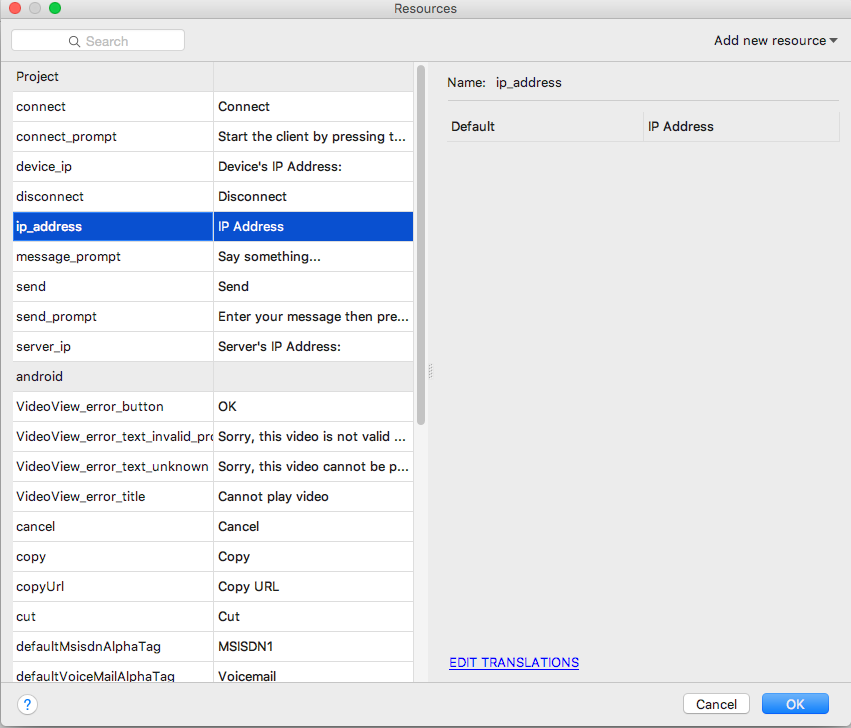 Resources
Search
Add new resource
Project
connect Connect
connect_prompt Start the client by pressing t...
device_ip Device's IP Address:
disconnect Disconnect
ip_address IP Address
message_prompt Say something...
send Send
send_prompt Enter your message then pre...
server_ip Server's IP Address:
android
VideoView_error_button OK
VideoView_error_text_invalid_pro Sorry, this video is not valid ...
VideoView_error_text_unknown Sorry, this video cannot be p...
VideoView_error_title Cannot play video
cancel Cancel
copy Copy
copyUrl Copy URL
cut Cut
defaultMsisdnAlphaTag MSISDN1
defaultVoiceMailAlphaTag Voicemail
Name: ip_address
Default IP Address
EDIT TRANSLATIONS
?
Cancel
OK